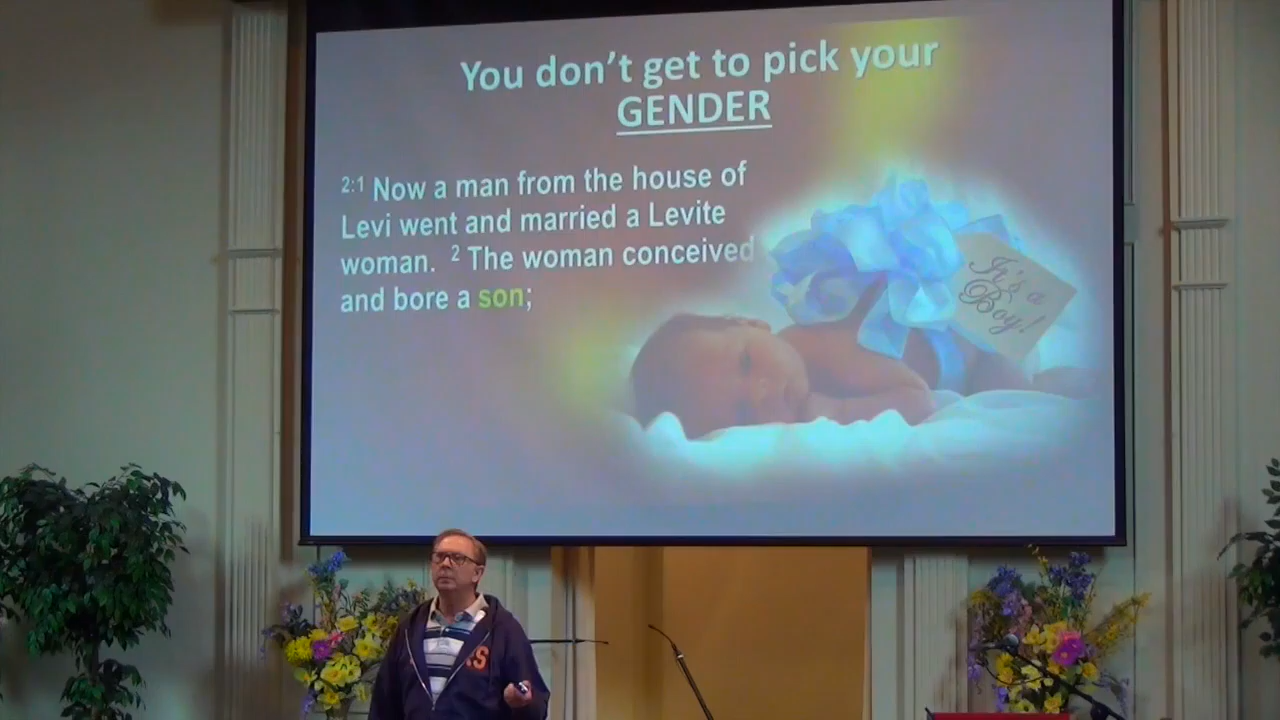 You don't get to pick your
GENDER
2:1 Now a man from the house of
Levi went and married a Levite
woman. 2 The woman conceived
and bore a son;
It's a
Boy!
S